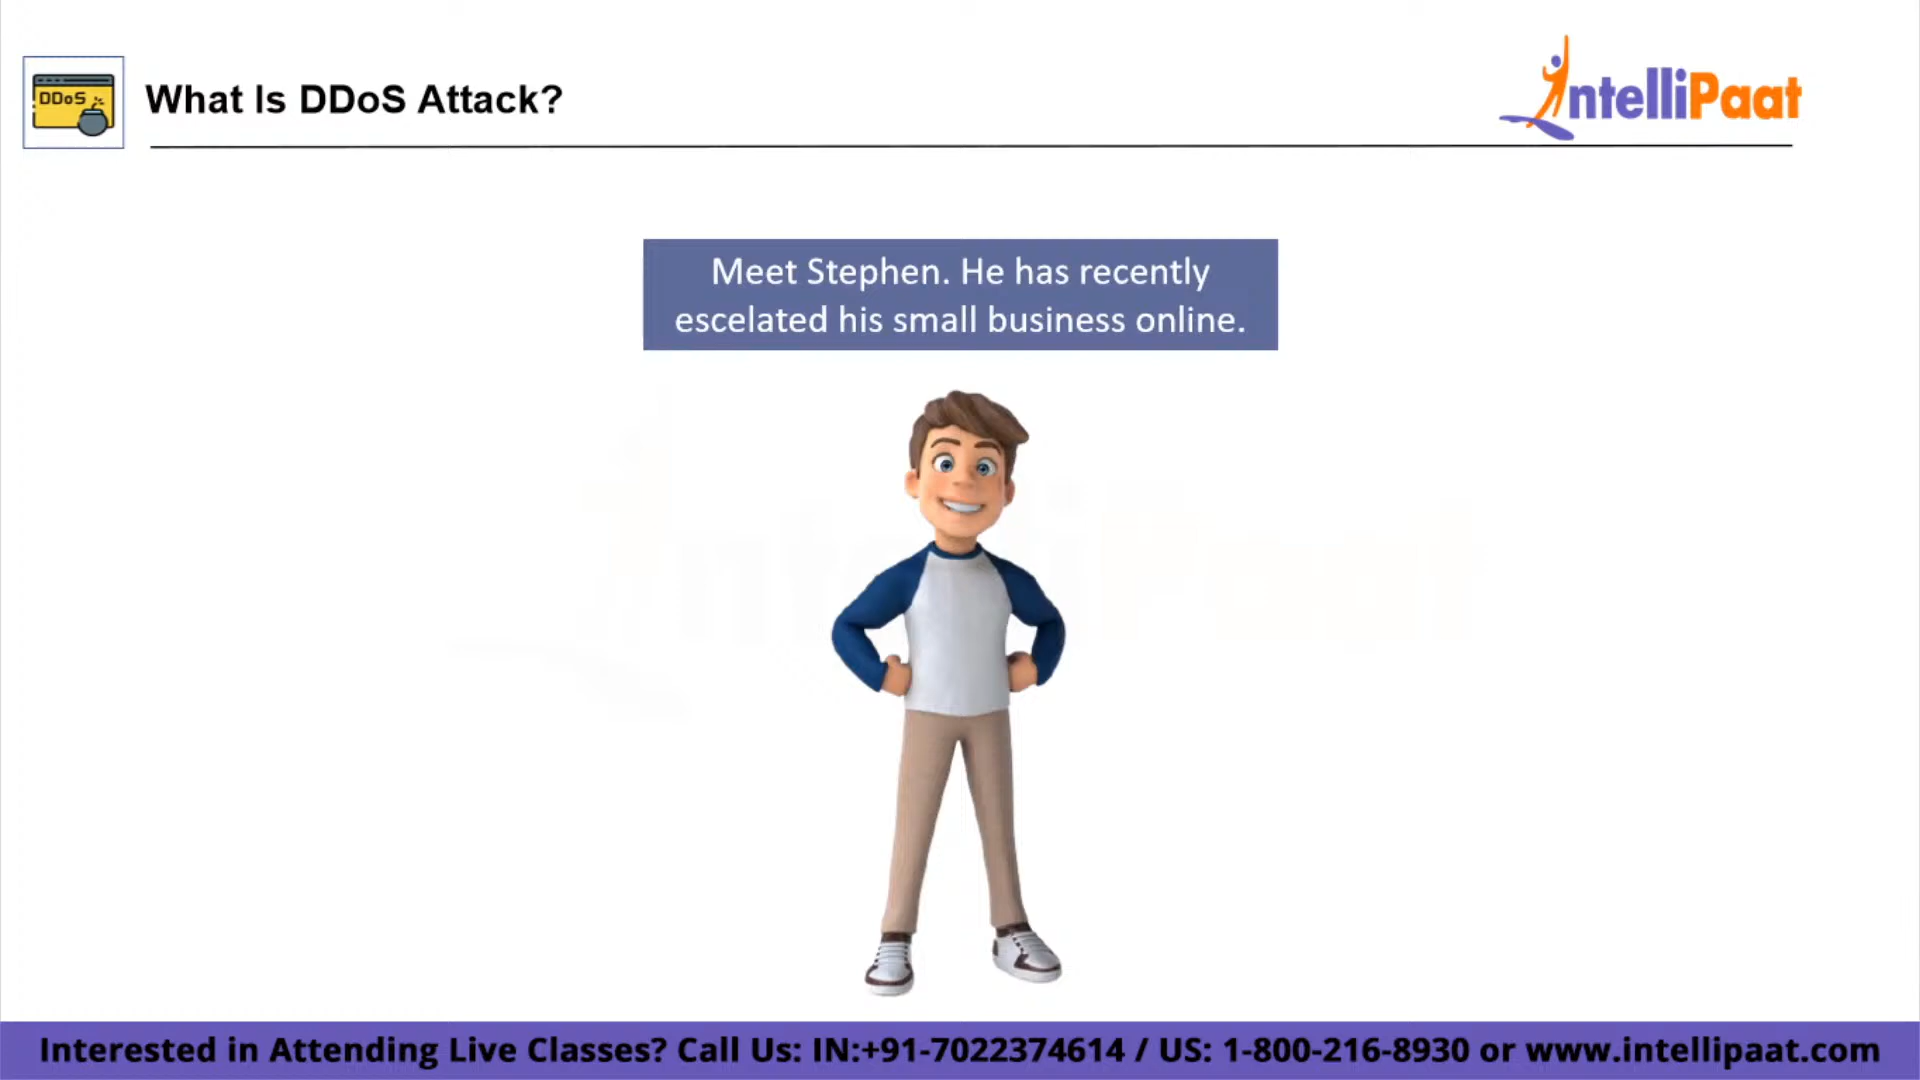 DDoS
What Is DDoS Attack?
IntelliPaat
Meet Stephen. He has recently
escelated his small business online.
Interested in Attending Live Classes? Call Us: IN:+91-7022374614 / US: 1-800-216-8930 or www.intellipaat.com